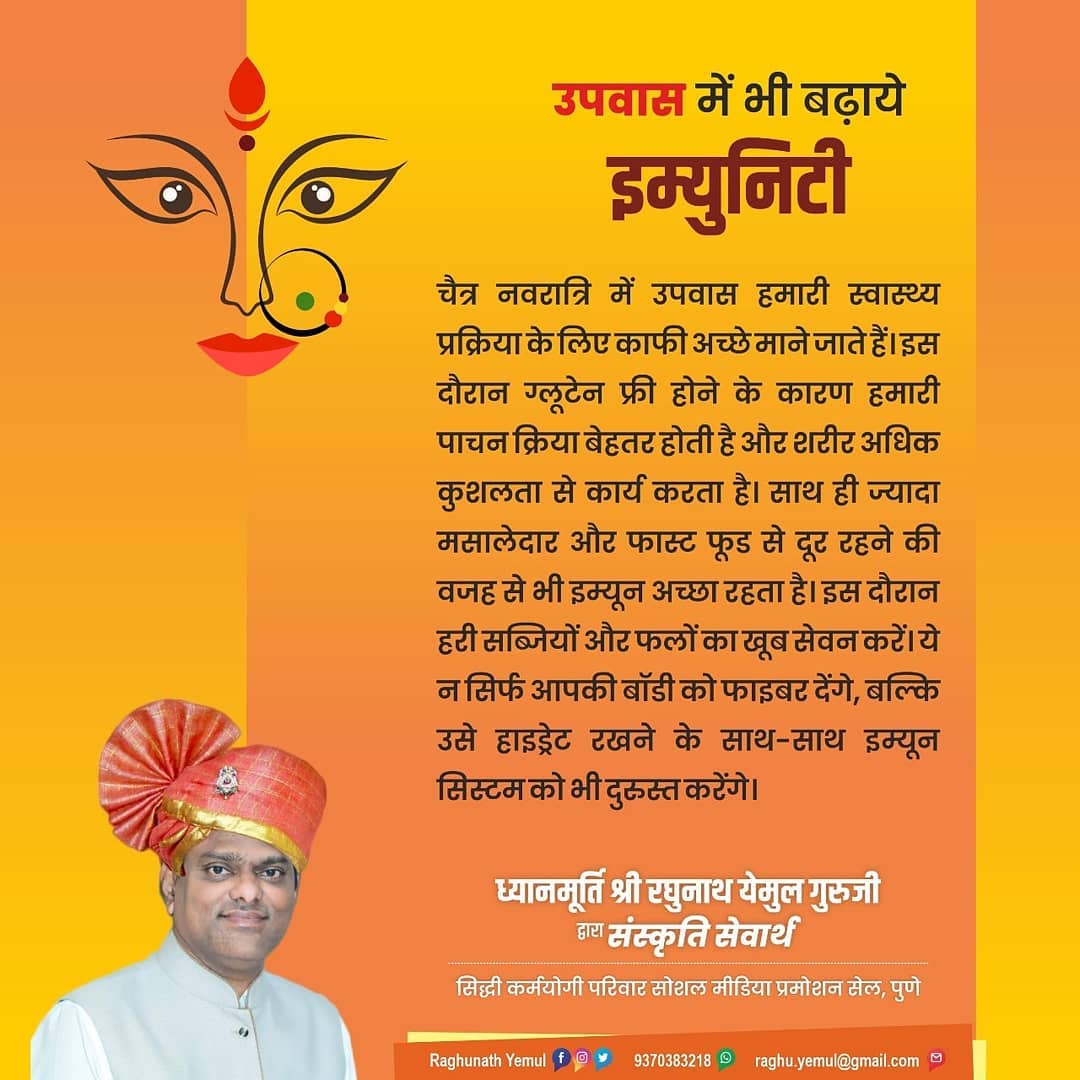 उपवास में भी बढ़ाये
इम्युनिटी
चैत्र नवरात्रि में उपवास हमारी स्वास्थ्य
प्रक्रिया के लिए काफी अच्छे माने जाते हैं। इस
दौरान ग्लूटेन फ्री होने के कारण हमारी
पाचन क्रिया बेहतर होती है और शरीर अधिक
कुशलता से कार्य करता है। साथ ही ज्यादा
मसालेदार और फास्ट फूड से दूर रहने की
वजह से भी इम्यून अच्छा रहता है। इस दौरान
हरी सब्जियों और फलों का खूब सेवन करें। ये
न सिर्फ आपकी बॉडी को फाइबर देंगे, बल्कि
उसे हाइड्रेट रखने के साथ-साथ इम्यून
सिस्टम को भी दुरुस्त करेंगे।
ध्यानमूर्ति श्री रघुनाथ येमुल गुरुजी
द्वारा संस्कृति सेवार्थ
सिद्धी कर्मयोगी परिवार सोशल मीडिया प्रमोशन सेल, पुणे
Raghunath Yemul 9370383218 raghu.yemul@gmail.com